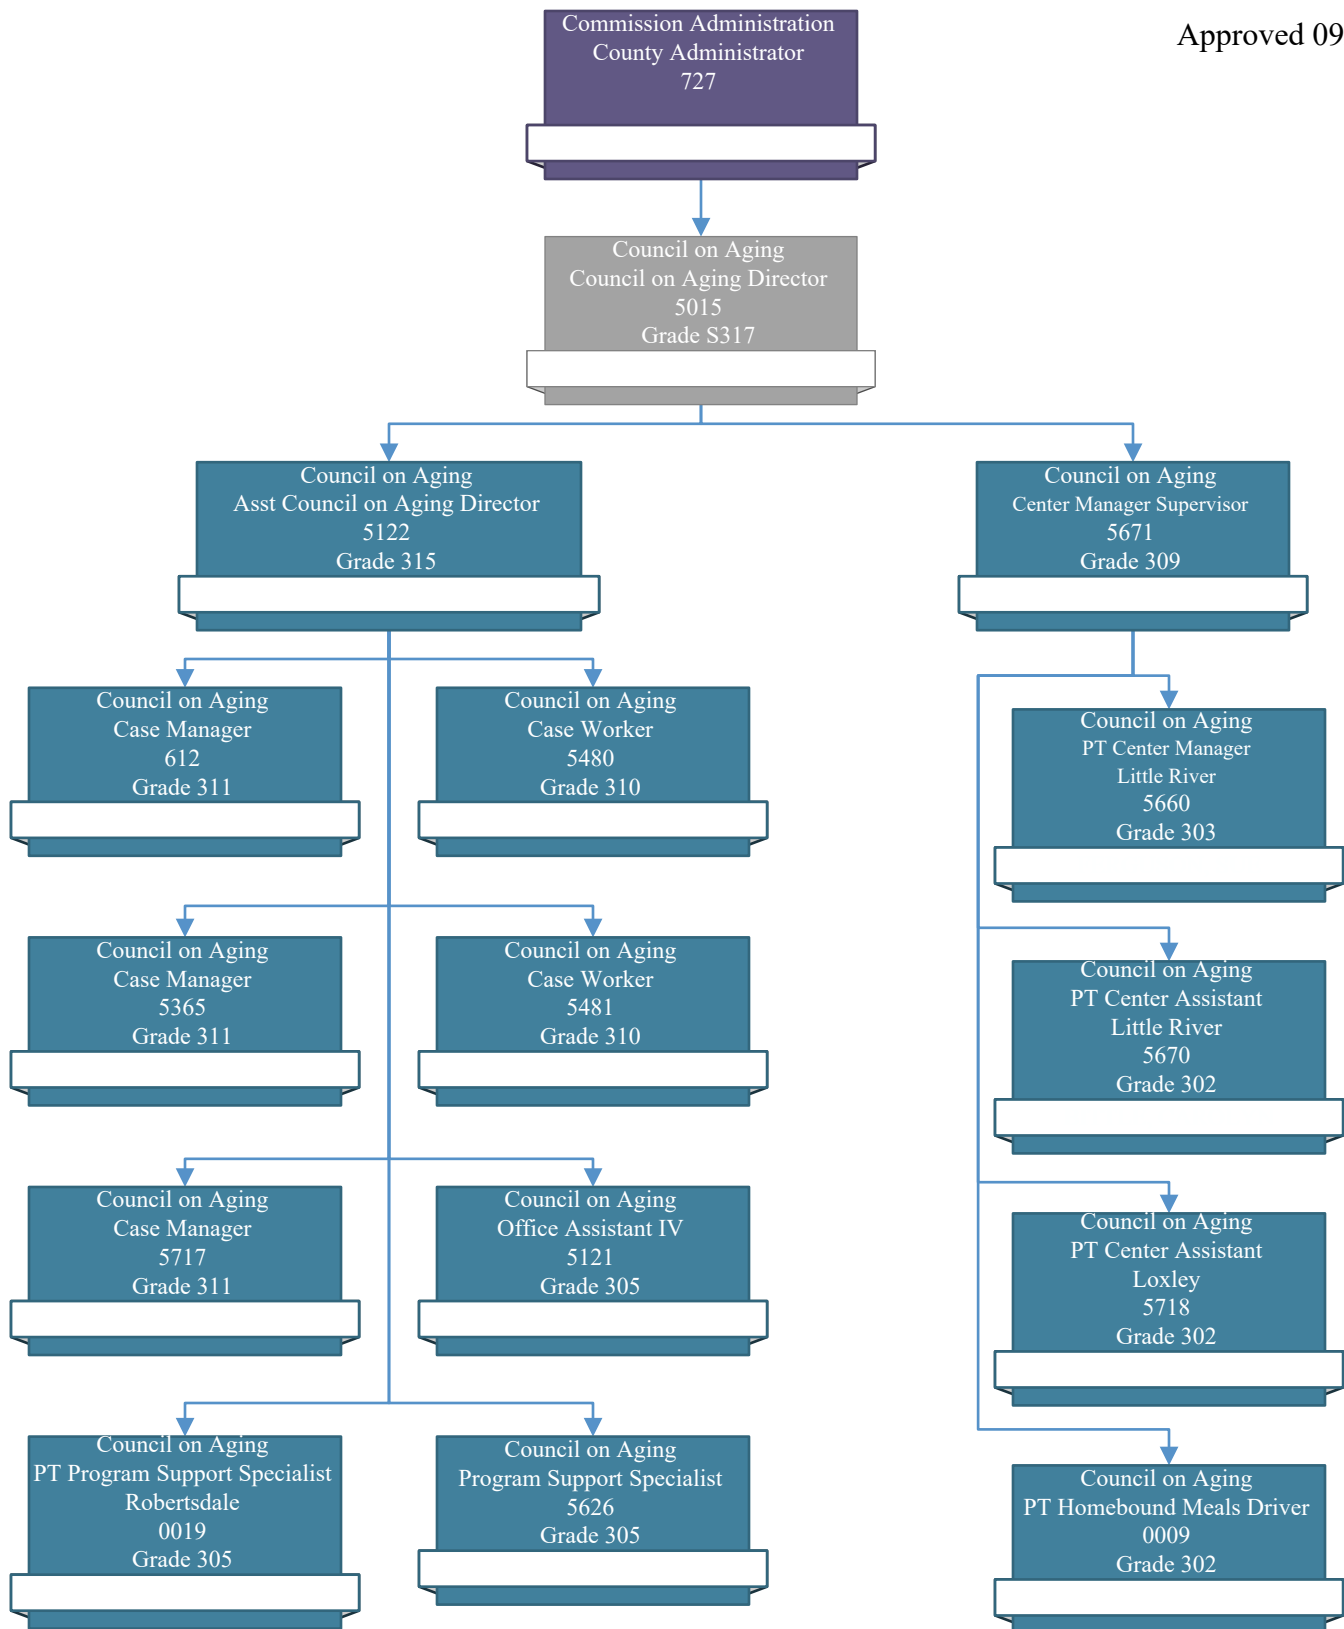 Commission Administration
County Administrator
727
Approved 09
Council on Aging
Council on Aging Director
5015
Grade S317
Council on Aging
Asst Council on Aging Director
5122
Grade 315
Council on Aging
Center Manager Supervisor
5671
Grade 309
Council on Aging
Case Manager
612
Grade 311
Council on Aging
Case Worker
5480
Grade 310
Council on Aging
PT Center Manager
Little River
5660
Grade 303
Council on Aging
Case Manager
5365
Grade 311
Council on Aging
Case Worker
5481
Grade 310
Council on Aging
PT Center Assistant
Little River
5670
Grade 302
Council on Aging
Case Manager
5717
Grade 311
Council on Aging
Office Assistant IV
5121
Grade 305
Council on Aging
PT Center Assistant
Loxley
5718
Grade 302
Council on Aging
PT Program Support Specialist
Robertsdale
0019
Grade 305
Council on Aging
Program Support Specialist
5626
Grade 305
Council on Aging
PT Homebound Meals Driver
0009
Grade 302